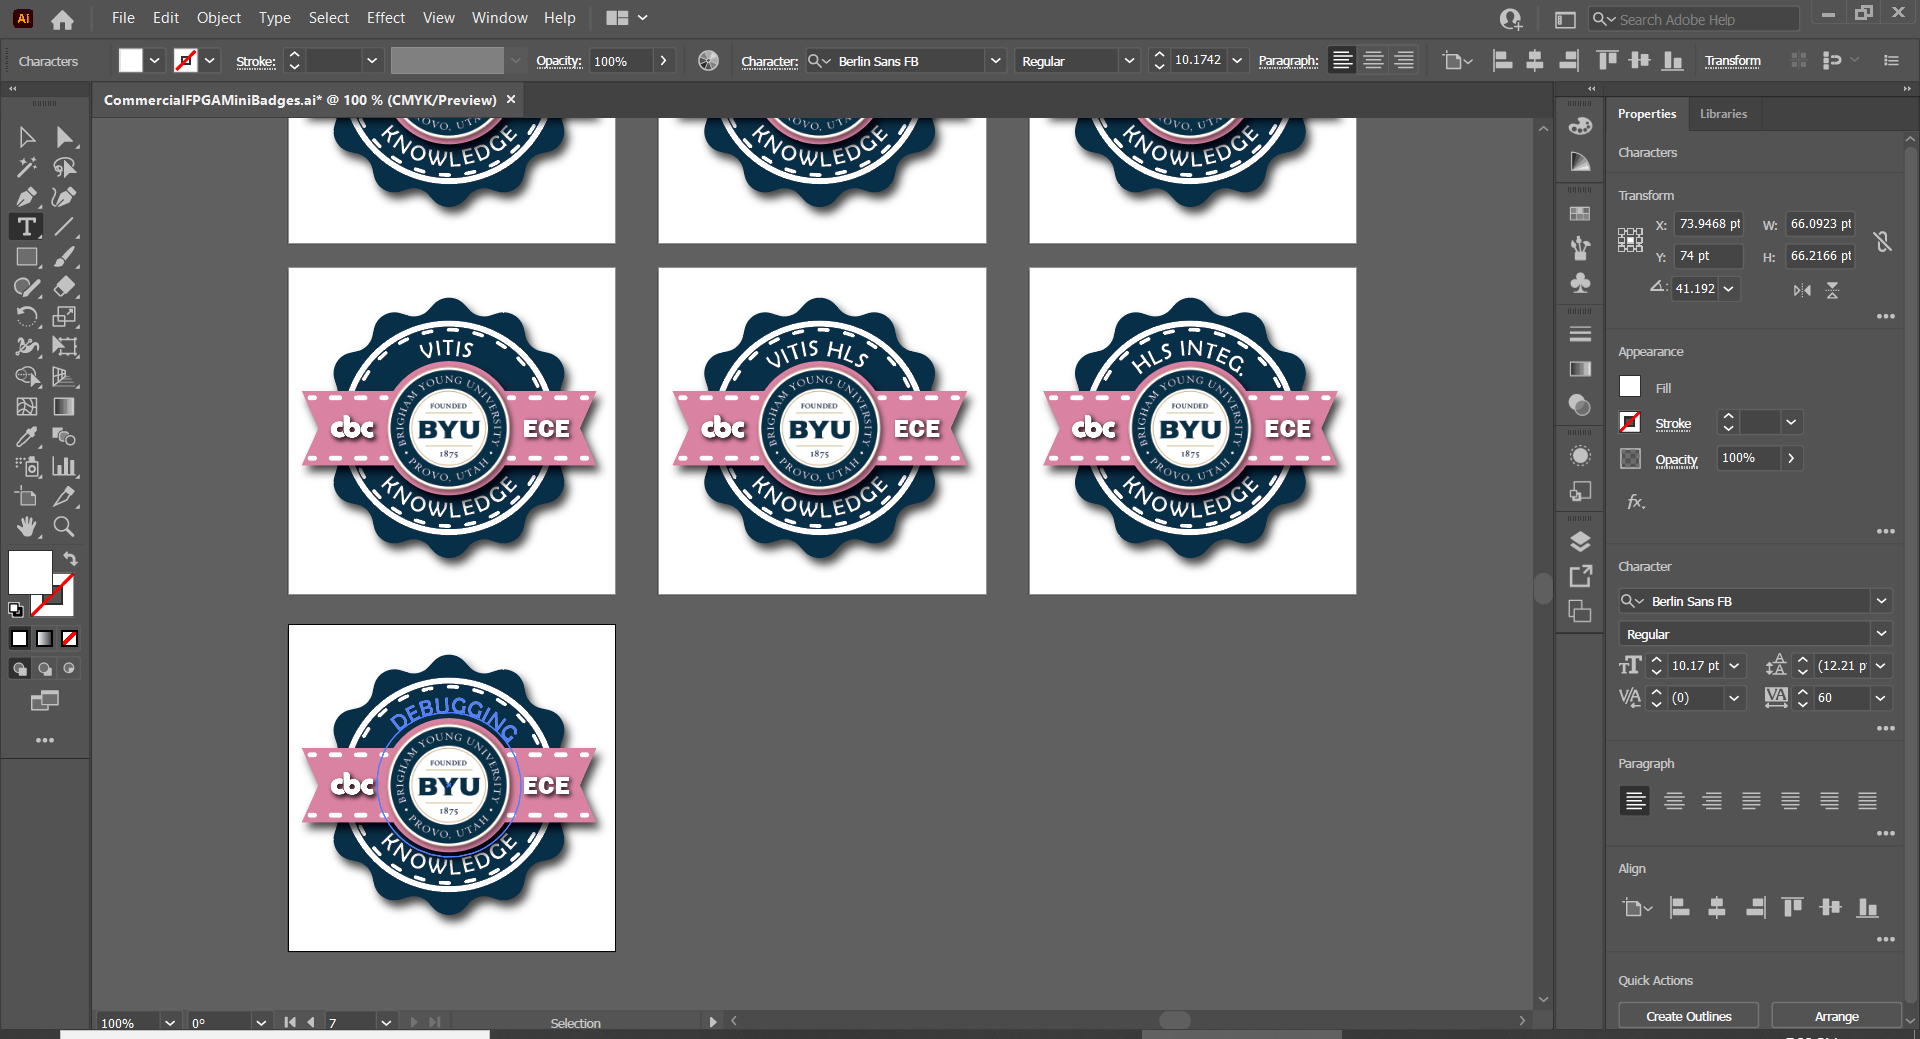 Ai File Edit Object Type Select Effect View Window Help Search Adobe Help
Characters Stroke: Opacity: 100% Character: Berlin Sans FB Regular 10.1742 Paragraph: Transform
CommercialFPGAMiniBadges.ai* @ 100 % (CMYK/Preview) ×
PROVO, UTAH
KNOWLEDGE
PROVO, UTAH
KNOWLEDGE
PROVO, UTAH
KNOWLEDGE
VITIS
BRIGHAM YOUNG UNIVERSITY
FOUNDED
cbc BYU ECE
1875
PROVO, UTAH
KNOWLEDGE
VITIS HLS
BRIGHAM YOUNG UNIVERSITY
FOUNDED
cbc BYU ECE
1875
PROVO, UTAH
KNOWLEDGE
HLS INTEG.
BRIGHAM YOUNG UNIVERSITY
FOUNDED
cbc BYU ECE
1875
PROVO, UTAH
KNOWLEDGE
DEBUGGING
BRIGHAM YOUNG UNIVERSITY
FOUNDED
cbc BYU ECE
1875
PROVO, UTAH
KNOWLEDGE
Properties Libraries
Characters
Transform
X: 73.9468 pt W: 66.0923 pt
Y: 74 pt H: 66.2166 pt
41.192
Appearance
Fill
Stroke
Opacity 100%
fx.
Character
Berlin Sans FB
Regular
10.17 pt (12.21 p
(0) 60
Paragraph
Align
Quick Actions
Create Outlines Arrange
100% 0° 7 Selection